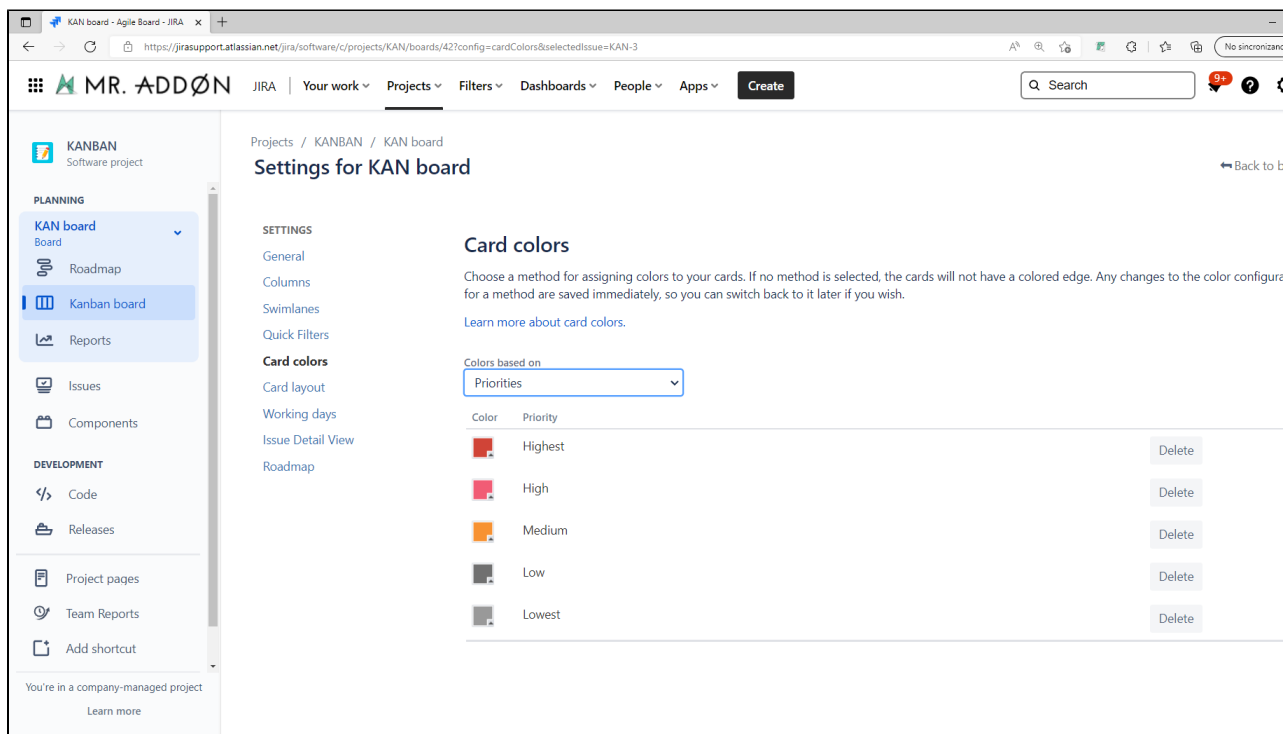 KAN board - Agile Board - JIRA
https://jirasupport.atlassian.net/jira/software/c/projects/KAN/boards/42?config=cardColors&selectedIssue=KAN-3
No sincronizand
MR. ADDØN
JIRA
Your work
Projects
Filters
Dashboards
People
Apps
Create
Search
9+
KANBAN
Software project
PLANNING
KAN board
Board
Roadmap
Kanban board
Reports
Issues
Components
DEVELOPMENT
Code
Releases
Project pages
Team Reports
Add shortcut
You're in a company-managed project
Learn more
Projects / KANBAN / KAN board
Settings for KAN board
Back to b
SETTINGS
General
Columns
Swimlanes
Quick Filters
Card colors
Card layout
Working days
Issue Detail View
Roadmap
Card colors
Choose a method for assigning colors to your cards. If no method is selected, the cards will not have a colored edge. Any changes to the color configura
for a method are saved immediately, so you can switch back to it later if you wish.
Learn more about card colors.
Colors based on
Priorities
Color Priority
Highest Delete
High Delete
Medium Delete
Low Delete
Lowest Delete